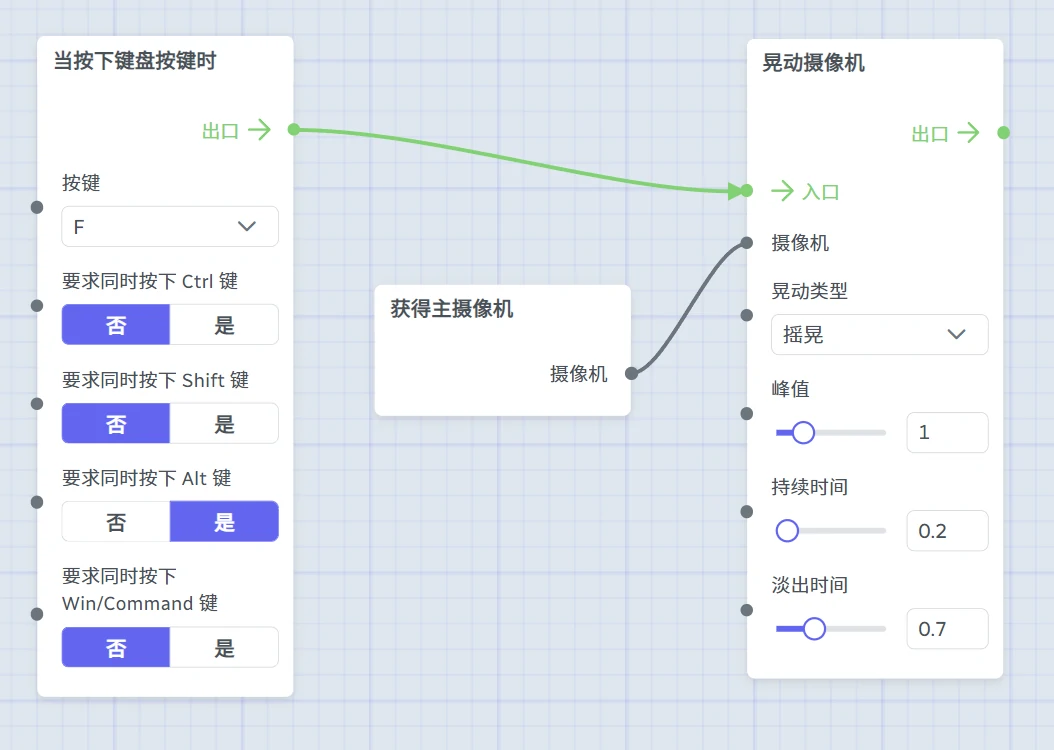 当按下键盘按键时
出口
按键
F
要求同时按下 Ctrl 键
否 是
要求同时按下 Shift 键
否 是
要求同时按下 Alt 键
否 是
要求同时按下
Win/Command 键
否 是
获得主摄像机
摄像机
晃动摄像机
出口
入口
摄像机
晃动类型
摇晃
峰值
1
持续时间
0.2
淡出时间
0.7